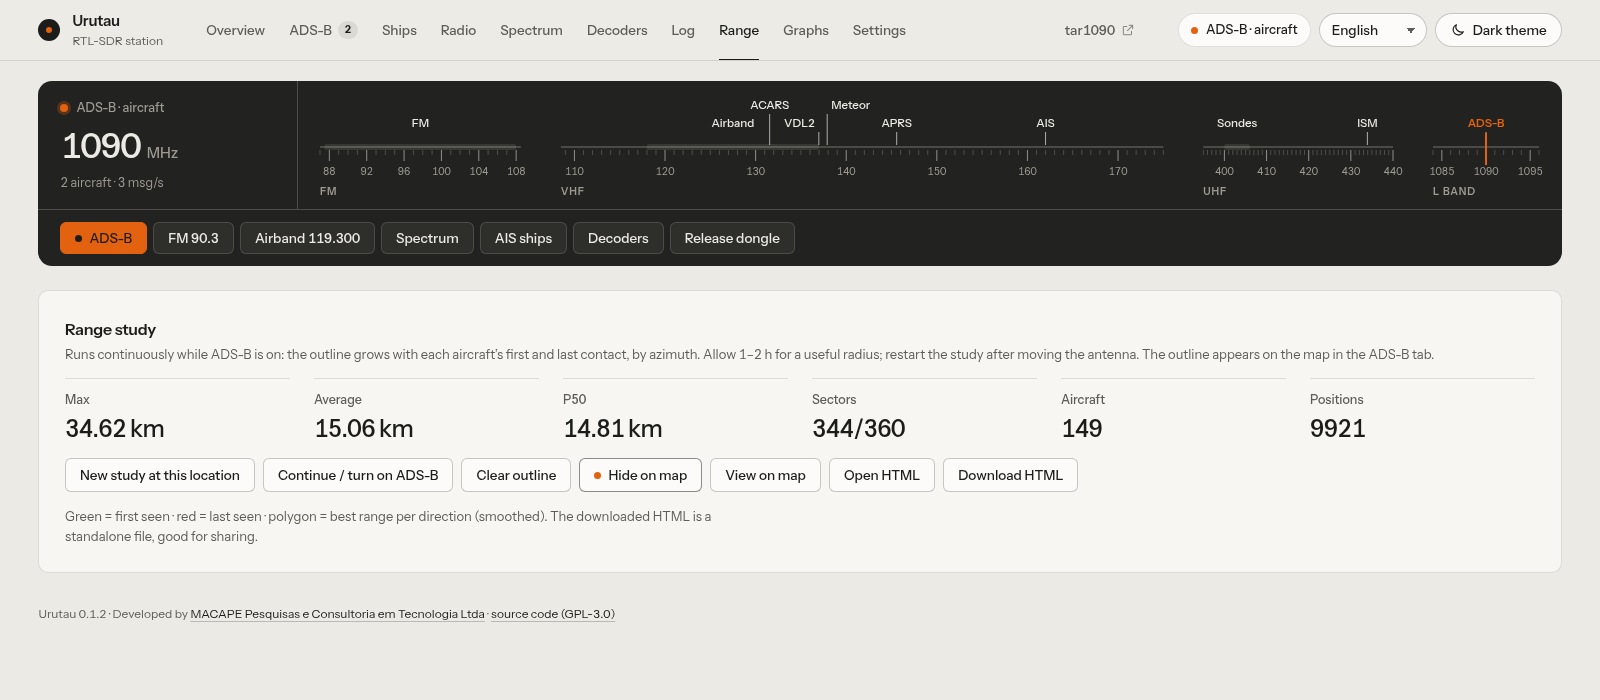 Urutau
RTL-SDR station
Overview
ADS-B 2
Ships
Radio
Spectrum
Decoders
Log
Range
Graphs
Settings
tar1090
ADS-B · aircraft
English
Dark theme
ADS-B · aircraft
1090 MHz
2 aircraft · 3 msg/s
ACARS Meteor
FM Airband VDL2 APRS AIS Sondes ISM ADS-B
88 92 96 100 104 108 110 120 130 140 150 160 170 400 410 420 430 440 1085 1090 1095
FM VHF UHF L BAND
ADS-B
FM 90.3
Airband 119.300
Spectrum
AIS ships
Decoders
Release dongle
Range study
Runs continuously while ADS-B is on: the outline grows with each aircraft's first and last contact, by azimuth. Allow 1–2 h for a useful radius; restart the study after moving the antenna. The outline appears on the map in the ADS-B tab.
Max
34.62 km
Average
15.06 km
P50
14.81 km
Sectors
344/360
Aircraft
149
Positions
9921
New study at this location
Continue / turn on ADS-B
Clear outline
Hide on map
View on map
Open HTML
Download HTML
Green = first seen · red = last seen · polygon = best range per direction (smoothed). The downloaded HTML is a
standalone file, good for sharing.
Urutau 0.1.2 · Developed by MACAPE Pesquisas e Consultoria em Tecnologia Ltda · source code (GPL-3.0)